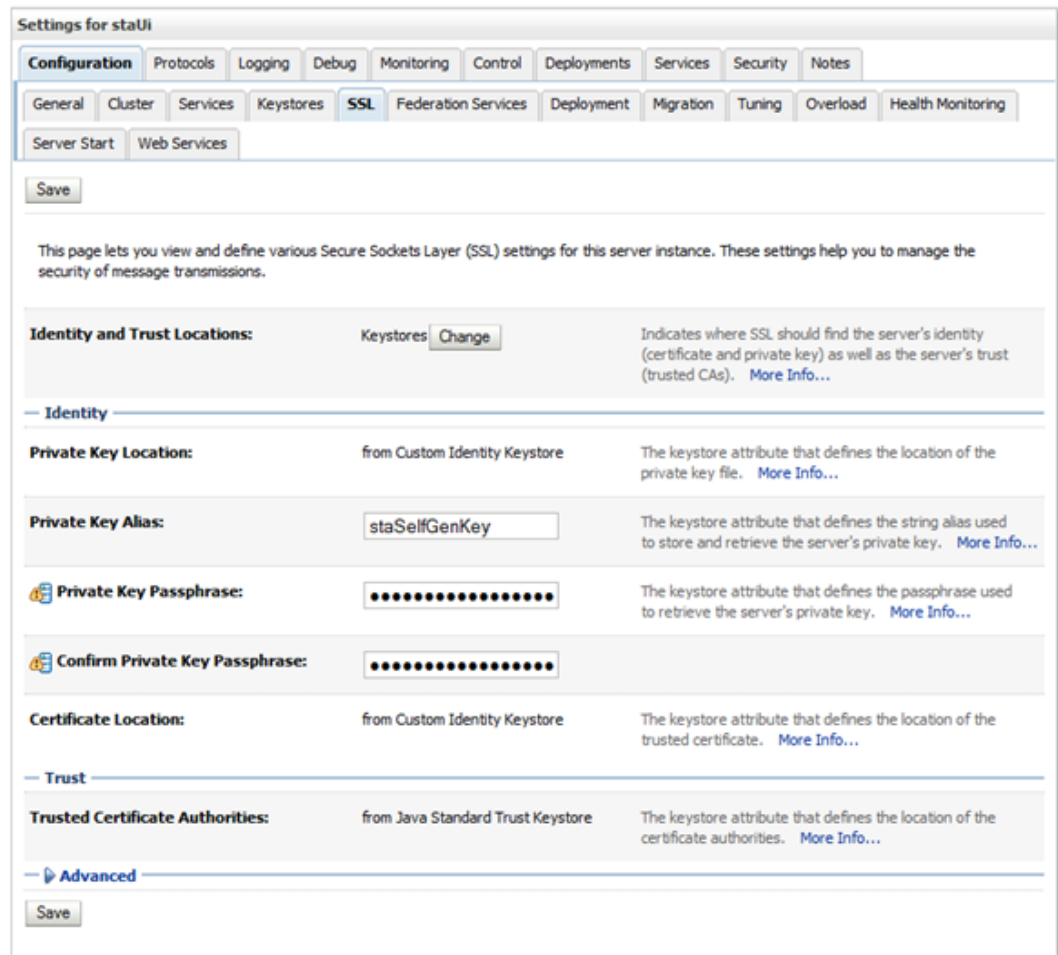 Settings for staUi
Configuration Protocols Logging Debug Monitoring Control Deployments Services Security Notes
General Cluster Services Keystores SSL Federation Services Deployment Migration Tuning Overload Health Monitoring
Server Start Web Services
Save
This page lets you view and define various Secure Sockets Layer (SSL) settings for this server instance. These settings help you to manage the
security of message transmissions.
Identity and Trust Locations:
Keystores Change
Indicates where SSL should find the server's identity
(certificate and private key) as well as the server's trust
(trusted CAs). More Info...
Identity
Private Key Location:
from Custom Identity Keystore
The keystore attribute that defines the location of the
private key file. More Info...
Private Key Alias:
staSelfGenKey
The keystore attribute that defines the string alias used
to store and retrieve the server's private key. More Info...
Private Key Passphrase:
●●●●●●●●●●●●●●●●●
The keystore attribute that defines the passphrase used
to retrieve the server's private key. More Info...
Confirm Private Key Passphrase:
●●●●●●●●●●●●●●●●●
Certificate Location:
from Custom Identity Keystore
The keystore attribute that defines the location of the
trusted certificate. More Info...
Trust
Trusted Certificate Authorities:
from Java Standard Trust Keystore
The keystore attribute that defines the location of the
certificate authorities. More Info...
Advanced
Save